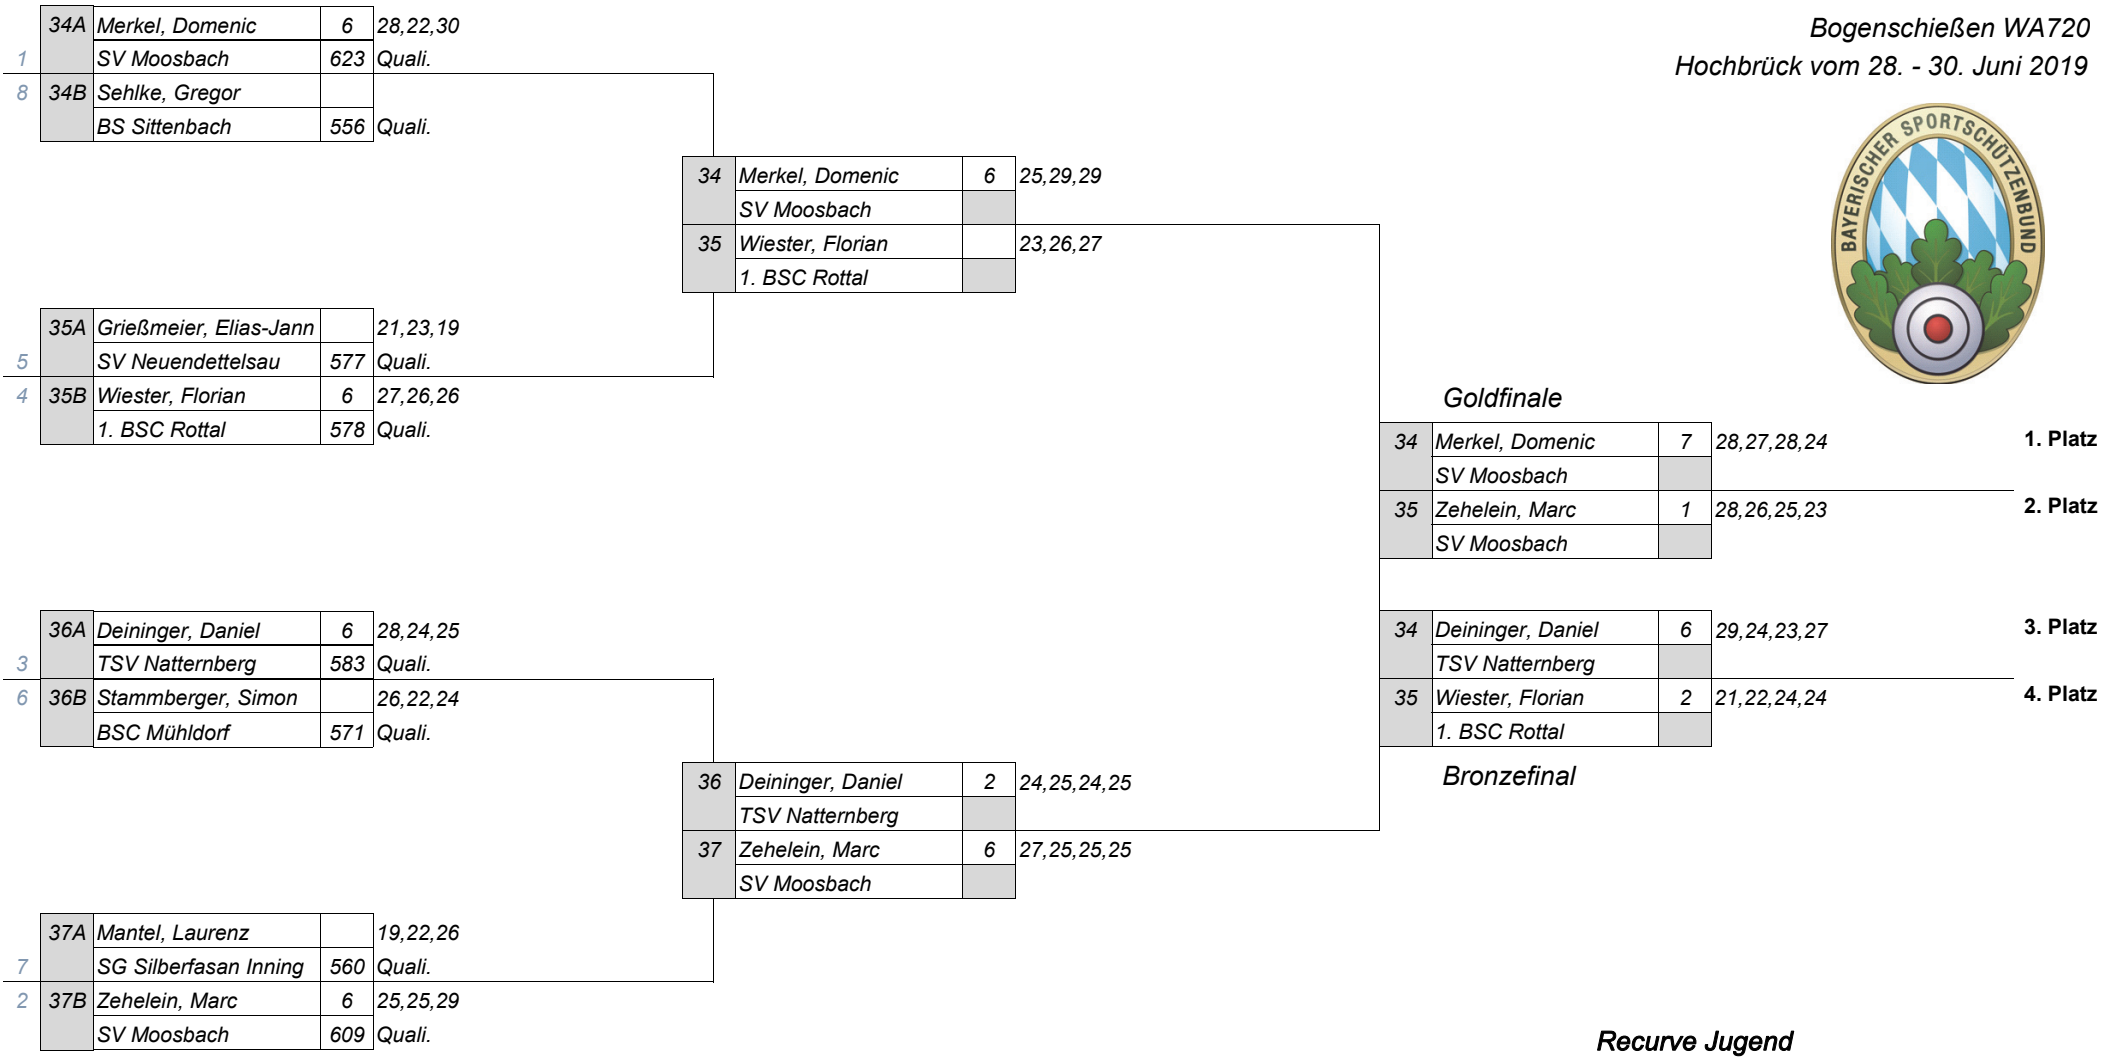 Bogenschießen WA720
Hochbrück vom 28. - 30. Juni 2019
BAYERISCHER SPORTSCHÜTZENBUND
34A Merkel, Domenic 6 28,22,30
1 SV Moosbach 623 Quali.
8 34B Sehlke, Gregor
BS Sittenbach 556 Quali.
34 Merkel, Domenic 6 25,29,29
SV Moosbach
35 Wiester, Florian 23,26,27
1. BSC Rottal
35A Grießmeier, Elias-Jann 21,23,19
5 SV Neuendettelsau 577 Quali.
4 35B Wiester, Florian 6 27,26,26
1. BSC Rottal 578 Quali.
Goldfinale
34 Merkel, Domenic 7 28,27,28,24 1. Platz
SV Moosbach
35 Zehelein, Marc 1 28,26,25,23 2. Platz
SV Moosbach
36A Deininger, Daniel 6 28,24,25
3 TSV Natternberg 583 Quali.
6 36B Stammberger, Simon 26,22,24
BSC Mühldorf 571 Quali.
34 Deininger, Daniel 6 29,24,23,27 3. Platz
TSV Natternberg
35 Wiester, Florian 2 21,22,24,24 4. Platz
1. BSC Rottal
Bronzefinal
36 Deininger, Daniel 2 24,25,24,25
TSV Natternberg
37 Zehelein, Marc 6 27,25,25,25
SV Moosbach
37A Mantel, Laurenz 19,22,26
7 SG Silberfasan Inning 560 Quali.
2 37B Zehelein, Marc 6 25,25,29
SV Moosbach 609 Quali.
Recurve Jugend